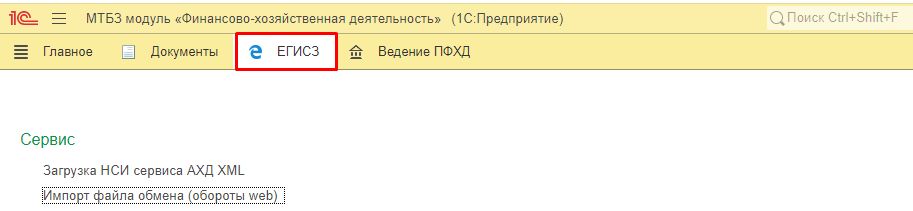 1С МТБЗ модуль «Финансово-хозяйственная деятельность» (1С:Предприятие) Поиск Ctrl+Shift+F
Главное Документы ЕГИСЗ Ведение ПФХД
Сервис
Загрузка НСИ сервиса АХД XML
Импорт файла обмена (обороты web)